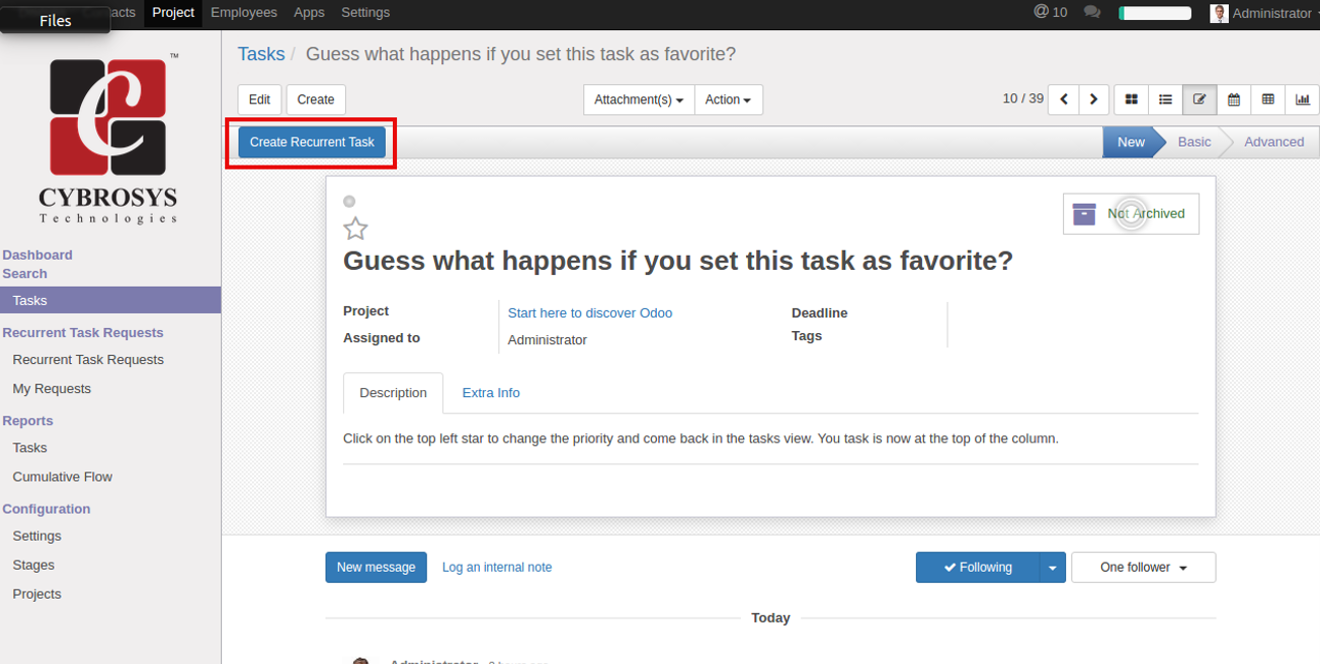 Files
acts Project Employees Apps Settings @ 10 Administrator
Tasks / Guess what happens if you set this task as favorite?
Edit Create Attachment(s) Action 10 / 39
Create Recurrent Task New Basic Advanced
TM
CYBROSYS
Technologies
Dashboard
Search
Tasks
Recurrent Task Requests
Recurrent Task Requests
My Requests
Reports
Tasks
Cumulative Flow
Configuration
Settings
Stages
Projects
Not Archived
Guess what happens if you set this task as favorite?
Project Start here to discover Odoo
Assigned to Administrator
Deadline
Tags
Description Extra Info
Click on the top left star to change the priority and come back in the tasks view. You task is now at the top of the column.
New message Log an internal note Following One follower
Today
Administrator